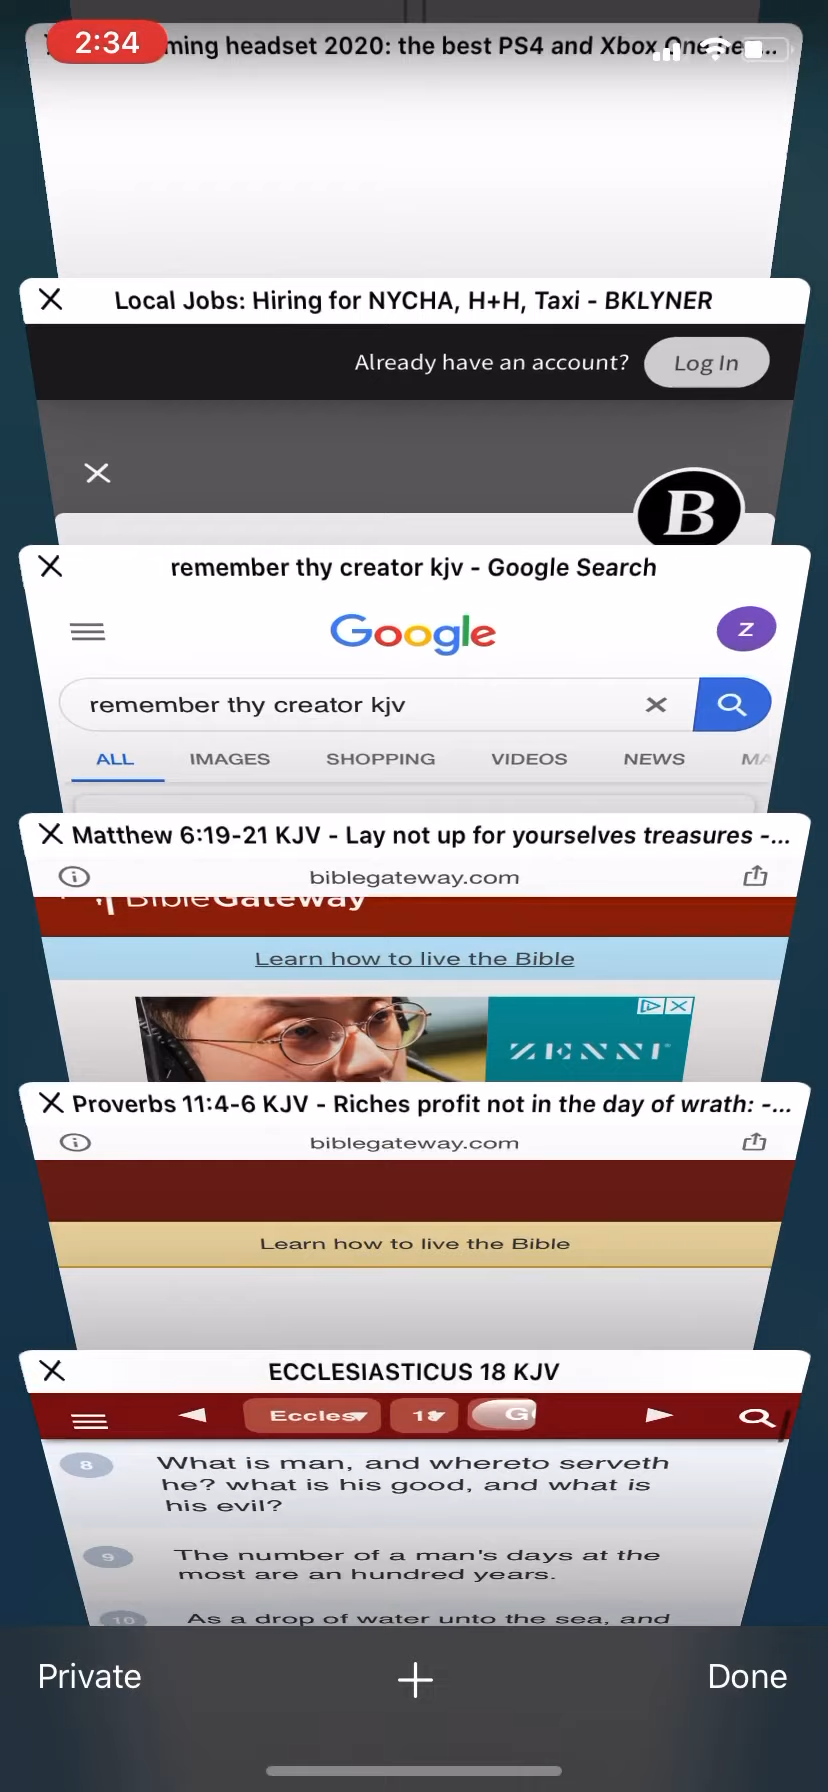 2:34
ming headset 2020: the best PS4 and Xbox One he...
Local Jobs: Hiring for NYCHA, H+H, Taxi - BKLYNER
Already have an account? Log In
B
remember thy creator kjv - Google Search
Google
Z
remember thy creator kjv
ALL IMAGES SHOPPING VIDEOS NEWS MA
Matthew 6:19-21 KJV - Lay not up for yourselves treasures -...
biblegateway.com
BibleGateway
Learn how to live the Bible
ZENNI
Proverbs 11:4-6 KJV - Riches profit not in the day of wrath: -...
biblegateway.com
Learn how to live the Bible
ECCLESIASTICUS 18 KJV
Eccles 18 G
8 What is man, and whereto serveth
he? what is his good, and what is
his evil?
9 The number of a man's days at the
most are an hundred years.
10 As a drop of water unto the sea, and
Private + Done